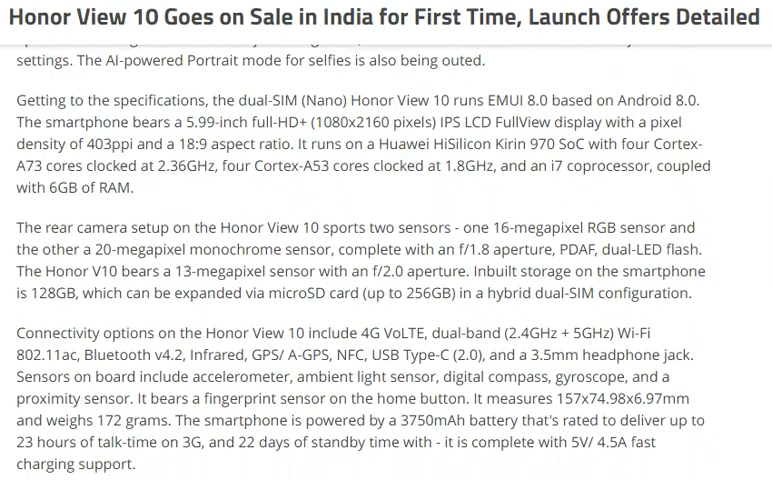 Honor View 10 Goes on Sale in India for First Time, Launch Offers Detailed
settings. The AI-powered Portrait mode for selfies is also being outed.
Getting to the specifications, the dual-SIM (Nano) Honor View 10 runs EMUI 8.0 based on Android 8.0.
The smartphone bears a 5.99-inch full-HD+ (1080x2160 pixels) IPS LCD FullView display with a pixel
density of 403ppi and a 18:9 aspect ratio. It runs on a Huawei HiSilicon Kirin 970 SoC with four Cortex-
A73 cores clocked at 2.36GHz, four Cortex-A53 cores clocked at 1.8GHz, and an i7 coprocessor, coupled
with 6GB of RAM.
The rear camera setup on the Honor View 10 sports two sensors - one 16-megapixel RGB sensor and
the other a 20-megapixel monochrome sensor, complete with an f/1.8 aperture, PDAF, dual-LED flash.
The Honor V10 bears a 13-megapixel sensor with an f/2.0 aperture. Inbuilt storage on the smartphone
is 128GB, which can be expanded via microSD card (up to 256GB) in a hybrid dual-SIM configuration.
Connectivity options on the Honor View 10 include 4G VoLTE, dual-band (2.4GHz + 5GHz) Wi-Fi
802.11ac, Bluetooth v4.2, Infrared, GPS/ A-GPS, NFC, USB Type-C (2.0), and a 3.5mm headphone jack.
Sensors on board include accelerometer, ambient light sensor, digital compass, gyroscope, and a
proximity sensor. It bears a fingerprint sensor on the home button. It measures 157x74.98x6.97mm
and weighs 172 grams. The smartphone is powered by a 3750mAh battery that's rated to deliver up to
23 hours of talk-time on 3G, and 22 days of standby time with - it is complete with 5V/ 4.5A fast
charging support.